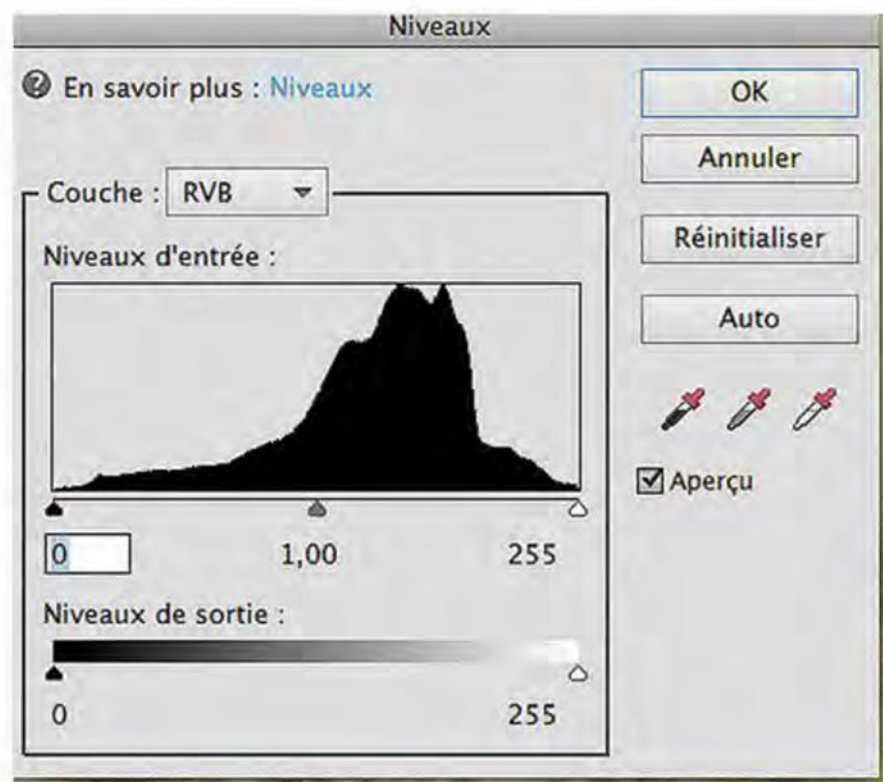 Niveaux
En savoir plus : Niveaux
OK
Annuler
Couche : RVB
Réinitialiser
Niveaux d'entrée :
Auto
Aperçu
0 1,00 255
Niveaux de sortie :
0 255